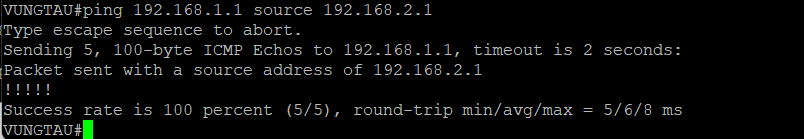 VUNGTAU#ping 192.168.1.1 source 192.168.2.1
Type escape sequence to abort.
Sending 5, 100-byte ICMP Echos to 192.168.1.1, timeout is 2 seconds:
Packet sent with a source address of 192.168.2.1
!!!!!
Success rate is 100 percent (5/5), round-trip min/avg/max = 5/6/8 ms
VUNGTAU#